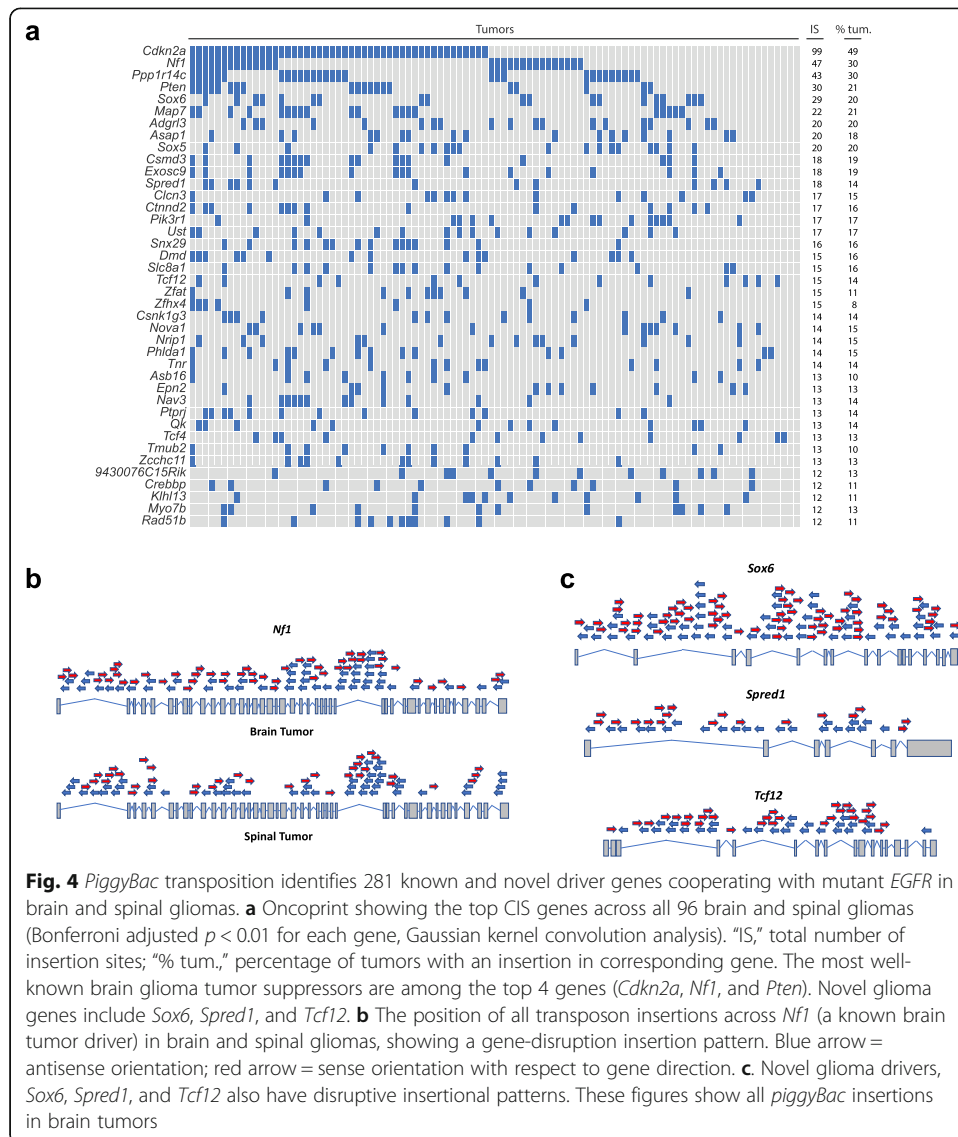 a
Tumors IS % tum.
Cdkn2a 99 49
Nf1 47 30
Ppp1r14c 43 30
Pten 30 21
Sox6 29 20
Map7 22 21
Adgrl3 20 20
Asap1 20 18
Sox5 20 20
Csmd3 18 19
Exosc9 18 19
Spred1 18 14
Clcn3 17 15
Ctnnd2 17 16
Pik3r1 17 17
Ust 17 17
Snx29 16 16
Dmd 15 16
Slc8a1 15 16
Tcf12 15 14
Zfat 15 11
Zfhx4 15 8
Csnk1g3 14 14
Nova1 14 15
Nrip1 14 15
Phlda1 14 15
Tnr 14 14
Asb16 13 10
Epn2 13 13
Nav3 13 14
Ptprj 13 14
Qk 13 14
Tcf4 13 13
Tmub2 13 10
Zcchc11 13 13
9430076C15Rik 12 13
Crebbp 12 11
Klhl13 12 11
Myo7b 12 13
Rad51b 12 11
b
Nf1
Brain Tumor
Spinal Tumor
c
Sox6
Spred1
Tcf12
Fig. 4 PiggyBac transposition identifies 281 known and novel driver genes cooperating with mutant EGFR in
brain and spinal gliomas. a Oncoprint showing the top CIS genes across all 96 brain and spinal gliomas
(Bonferroni adjusted p < 0.01 for each gene, Gaussian kernel convolution analysis). "IS," total number of
insertion sites; "% tum.," percentage of tumors with an insertion in corresponding gene. The most well-
known brain glioma tumor suppressors are among the top 4 genes (Cdkn2a, Nf1, and Pten). Novel glioma
genes include Sox6, Spred1, and Tcf12. b The position of all transposon insertions across Nf1 (a known brain
tumor driver) in brain and spinal gliomas, showing a gene-disruption insertion pattern. Blue arrow =
antisense orientation; red arrow = sense orientation with respect to gene direction. c. Novel glioma drivers,
Sox6, Spred1, and Tcf12 also have disruptive insertional patterns. These figures show all piggyBac insertions
in brain tumors